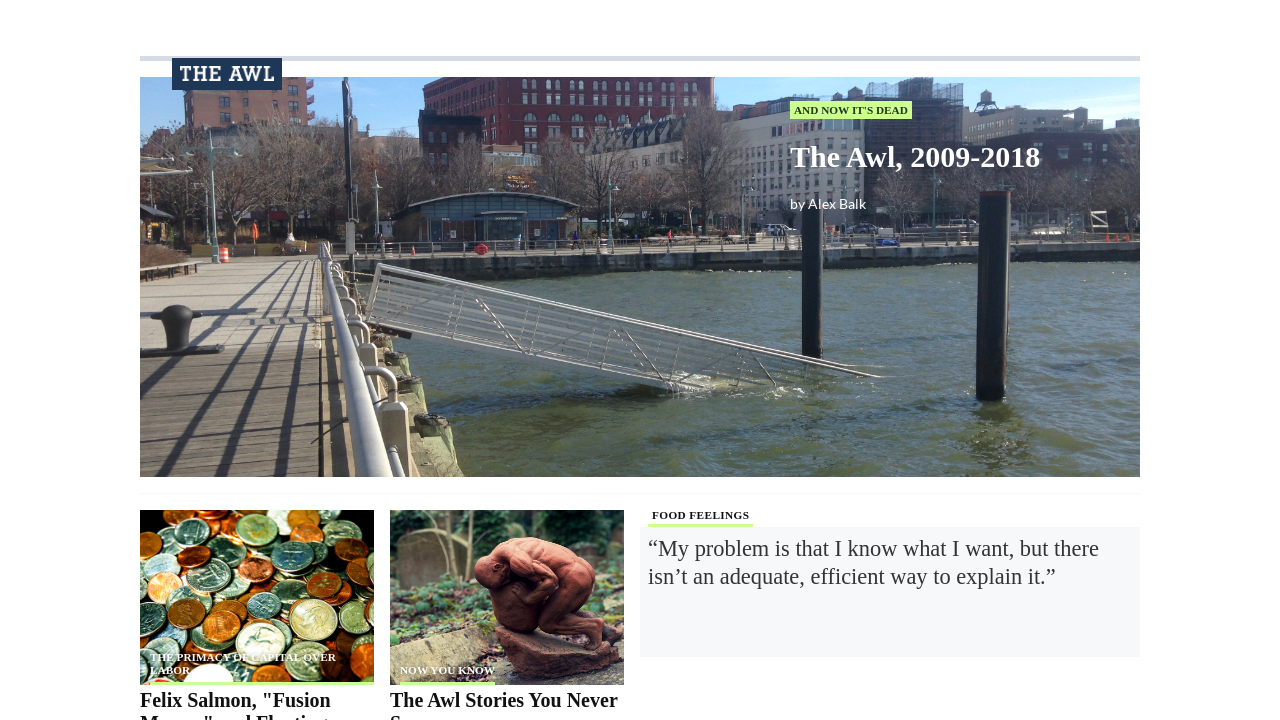 THE AWL
AND NOW IT'S DEAD
The Awl, 2009-2018
by Alex Balk
THE PRIMACY OF CAPITAL OVER
LABOR
Felix Salmon, "Fusion
NOW YOU KNOW
The Awl Stories You Never
FOOD FEELINGS
“My problem is that I know what I want, but there
isn’t an adequate, efficient way to explain it.”